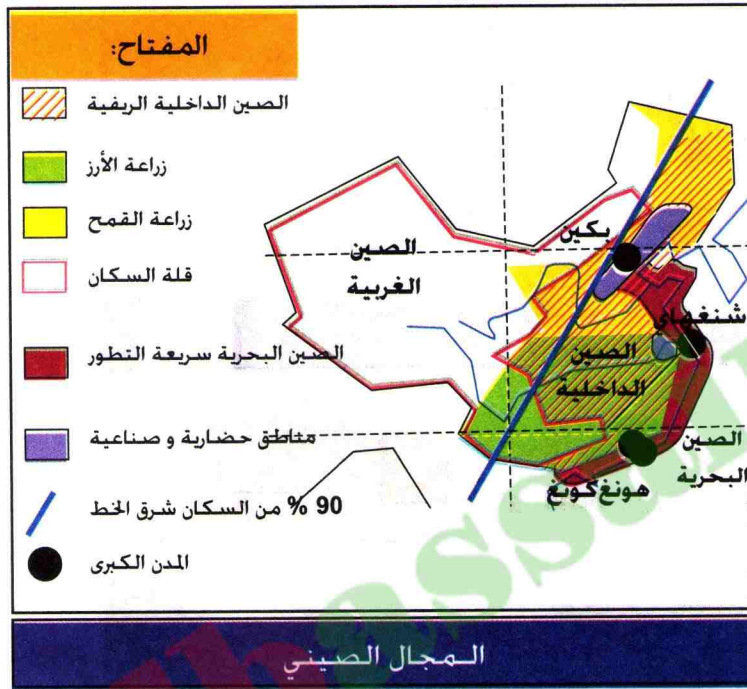 المفتاح:
الصين الداخلية الريفية
زراعة الأرز
زراعة القمح
قلة السكان
الصين البحرية سريعة التطور
مناطق حضارية و صناعية
90 % من السكان شرق الخط
المدن الكبرى
بكين
الصين
الغربية
شنغهاي
الصين
الداخلية
الصين
البحرية
هونغ كونغ
المجال الصيني